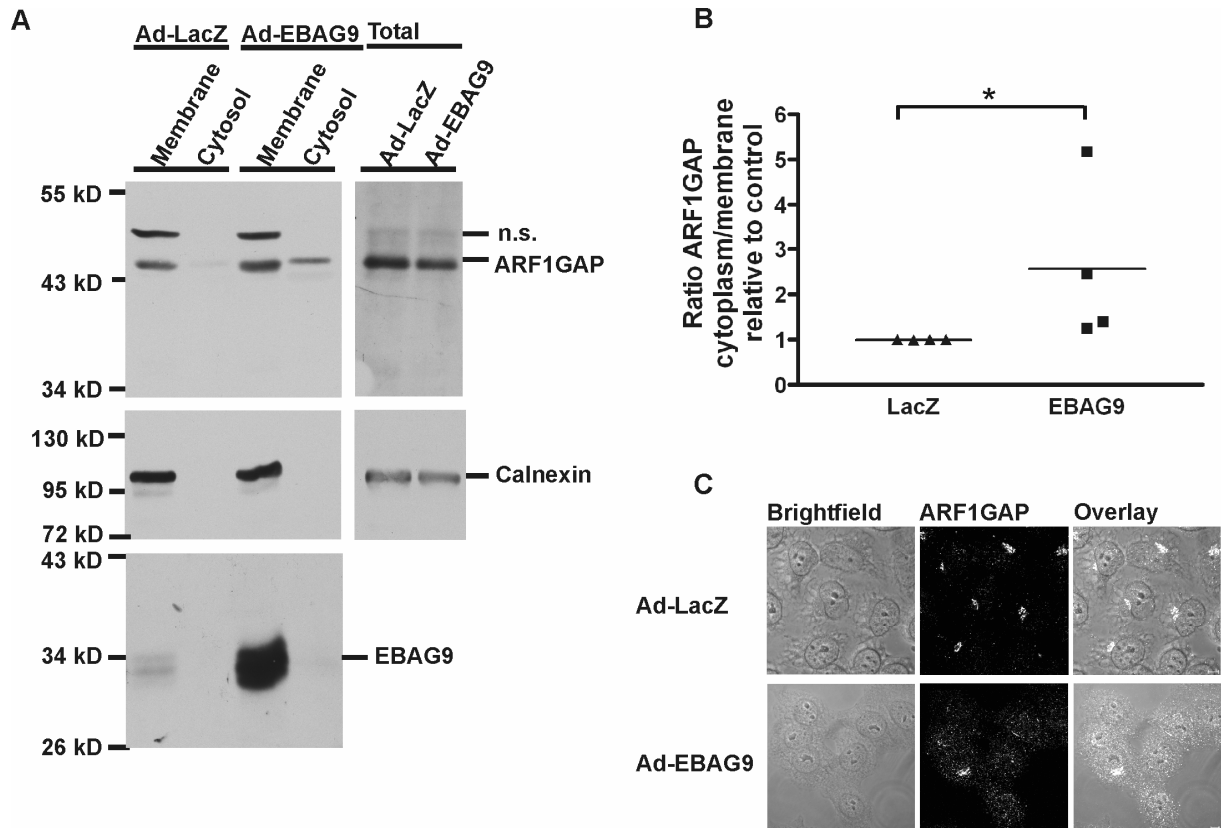 A
Ad-LacZ Ad-EBAG9 Total
Membrane
Cytosol
Membrane
Cytosol
Ad-LacZ
Ad-EBAG9
55 kD
43 kD
34 kD
n.s.
ARF1GAP
130 kD
95 kD
72 kD
Calnexin
43 kD
34 kD
26 kD
EBAG9
B
Ratio ARF1GAP
cytoplasm/membrane
relative to control
6
5
4
3
2
1
0
*
LacZ EBAG9
C
Brightfield ARF1GAP Overlay
Ad-LacZ
Ad-EBAG9